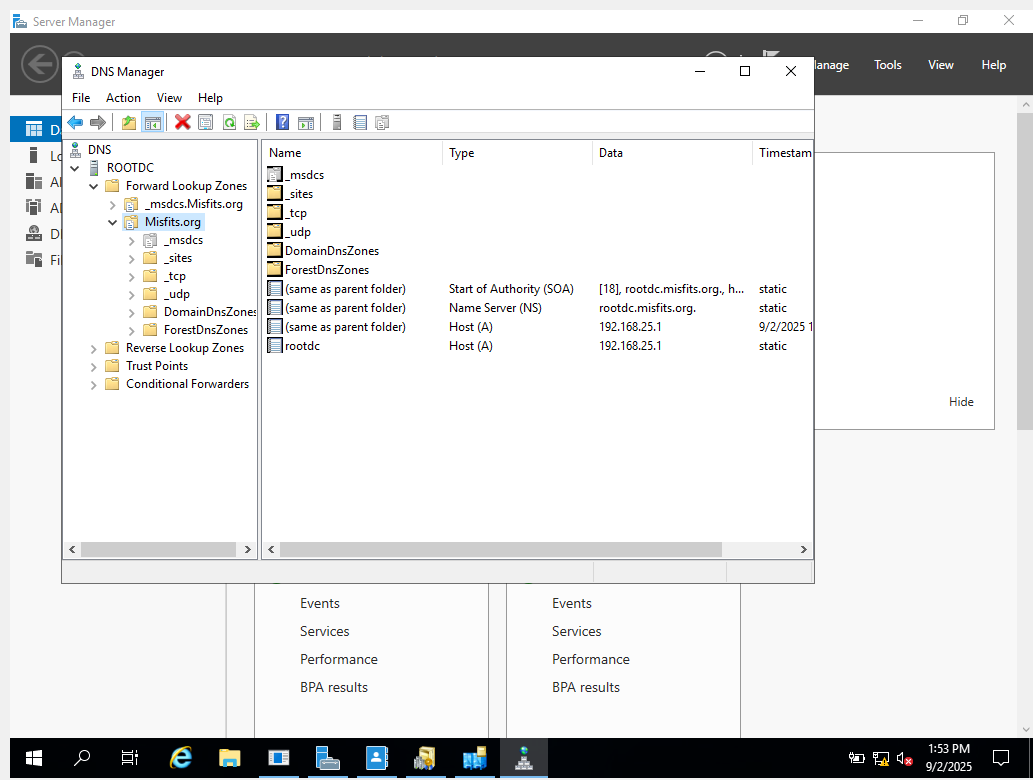 Server Manager
DNS Manager
Manage Tools View Help
File Action View Help
DNS
ROOTDC
Forward Lookup Zones
_msdcs.Misfits.org
Misfits.org
_msdcs
_sites
_tcp
_udp
DomainDnsZones
ForestDnsZones
Reverse Lookup Zones
Trust Points
Conditional Forwarders
Name Type Data Timestam
_msdcs
_sites
_tcp
_udp
DomainDnsZones
ForestDnsZones
(same as parent folder) Start of Authority (SOA) [18], rootdc.misfits.org., h... static
(same as parent folder) Name Server (NS) rootdc.misfits.org. static
(same as parent folder) Host (A) 192.168.25.1 9/2/2025 1
rootdc Host (A) 192.168.25.1 static
Hide
Events
Services
Performance
BPA results
Events
Services
Performance
BPA results
1:53 PM
9/2/2025